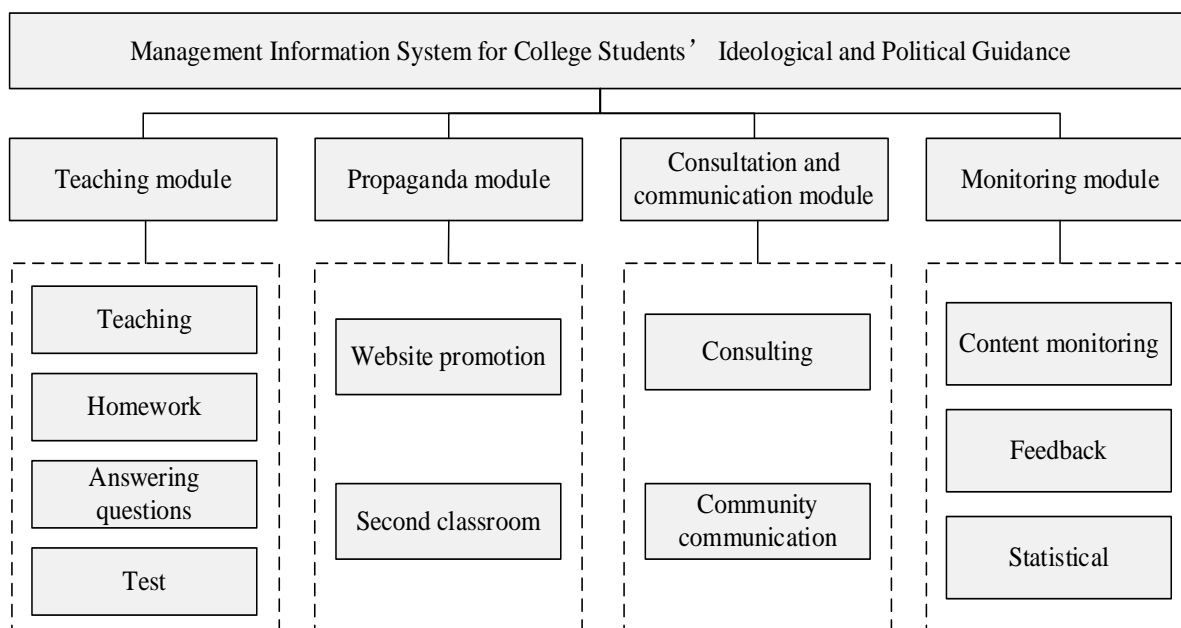 Management Information System for College Students’ Ideological and Political Guidance
Teaching module
Propaganda module
Consultation and
communication module
Monitoring module
Teaching
Homework
Answering
questions
Test
Website promotion
Second classroom
Consulting
Community
communication
Content monitoring
Feedback
Statistical